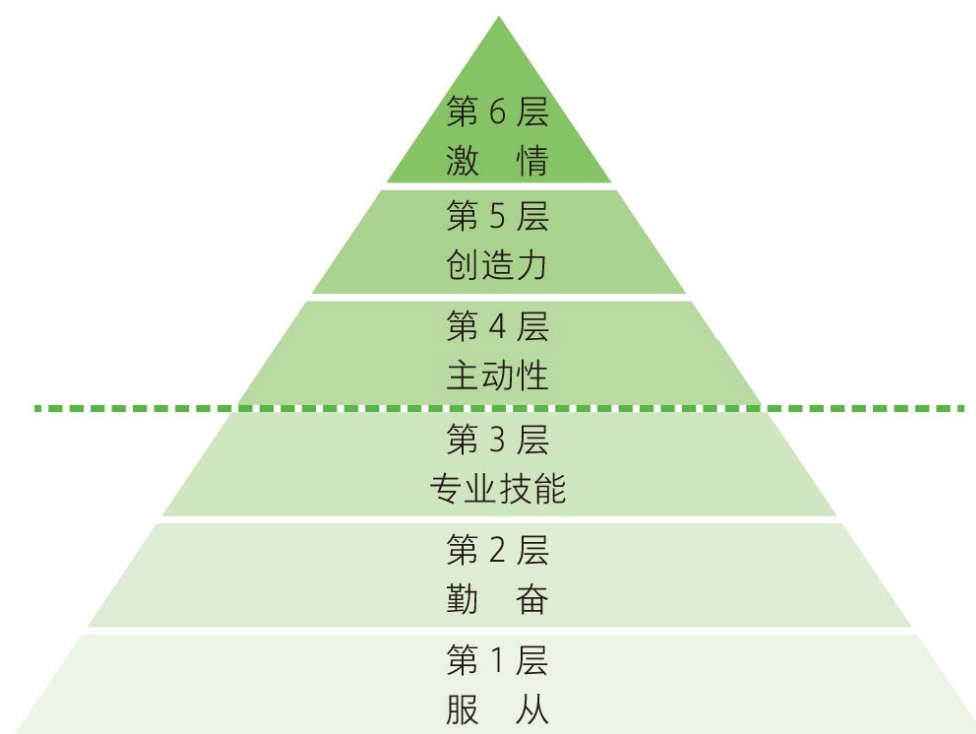 第 6 层
激 情
第 5 层
创造力
第 4 层
主动性
第 3 层
专业技能
第 2 层
勤 奋
第 1 层
服 从